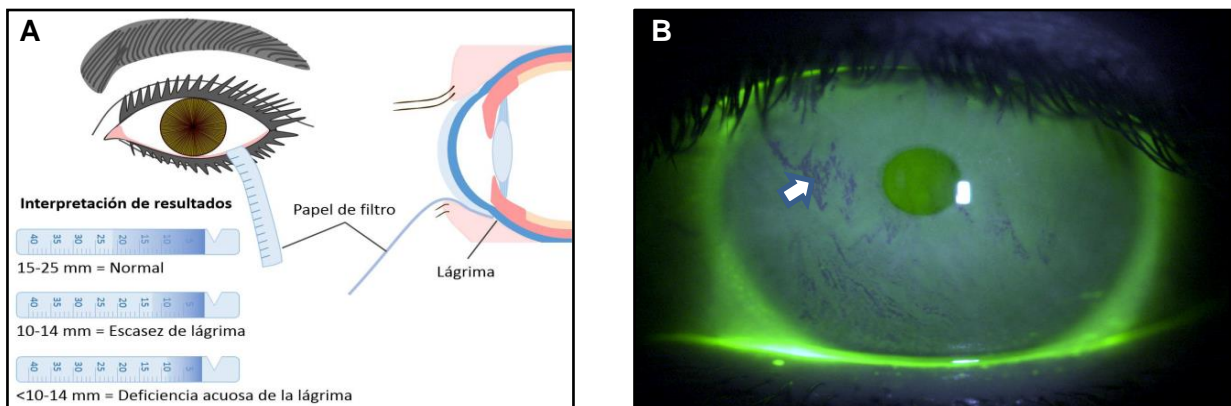 A
B
Interpretación de resultados
40 35 30 25 20 15 10 5
15-25 mm = Normal
40 35 30 25 20 15 10 5
10-14 mm = Escasez de lágrima
40 35 30 25 20 15 10 5
<10-14 mm = Deficiencia acuosa de la lágrima
Papel de filtro
Lágrima